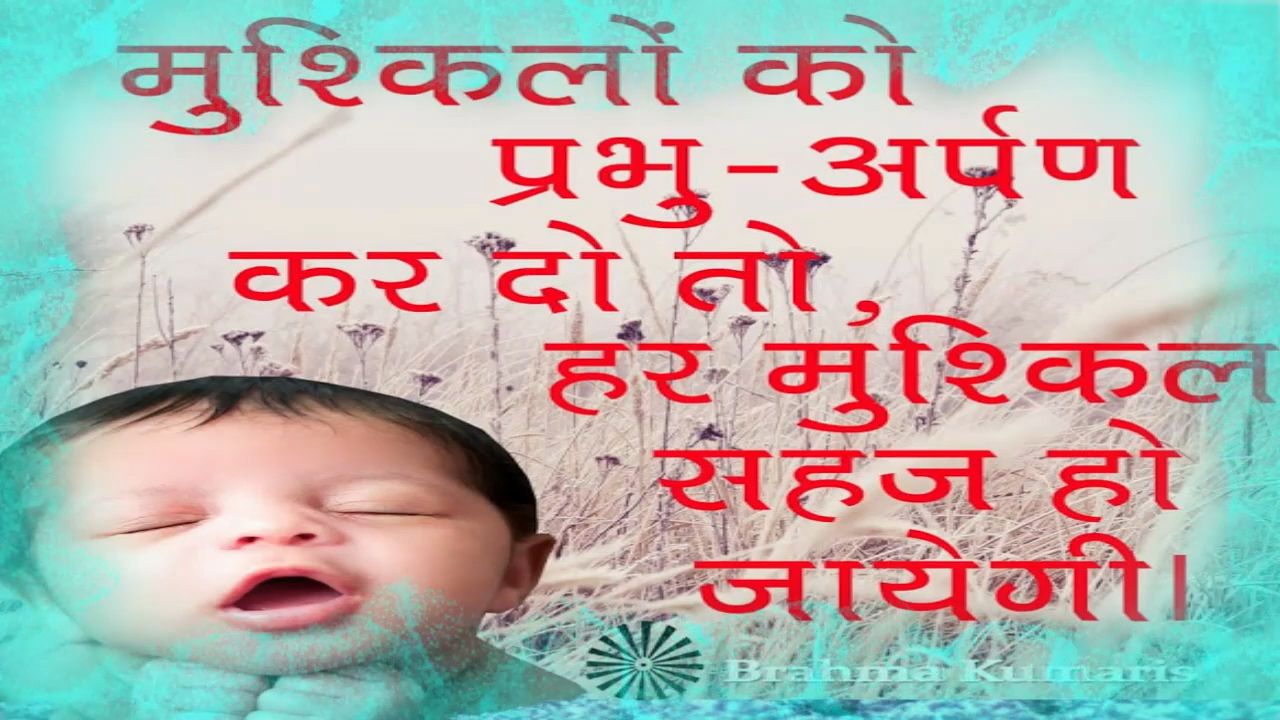 मुश्किलों को
प्रभु-अर्पण
कर दो तो,
हर मुश्किल
सहज हो
जायेगी।
Brahma Kumaris